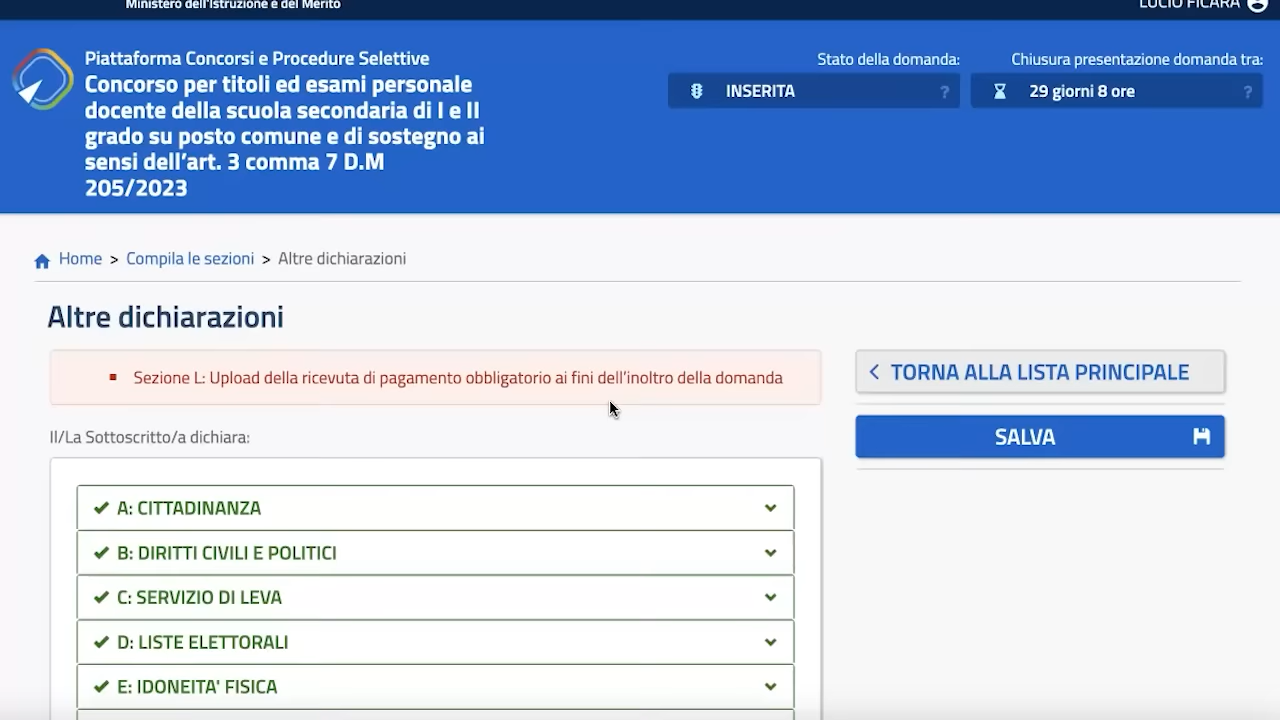 Ministero dell'Istruzione e del Merito
LUCIO FICARA
Piattaforma Concorsi e Procedure Selettive
Concorso per titoli ed esami personale
docente della scuola secondaria di I e II
grado su posto comune e di sostegno ai
sensi dell'art. 3 comma 7 D.M
205/2023
Stato della domanda:
INSERITA ?
Chiusura presentazione domanda tra:
29 giorni 8 ore ?
Home > Compila le sezioni > Altre dichiarazioni
Altre dichiarazioni
Sezione L: Upload della ricevuta di pagamento obbligatorio ai fini dell'inoltro della domanda
TORNA ALLA LISTA PRINCIPALE
SALVA
Il/La Sottoscritto/a dichiara:
A: CITTADINANZA
B: DIRITTI CIVILI E POLITICI
C: SERVIZIO DI LEVA
D: LISTE ELETTORALI
E: IDONEITA' FISICA